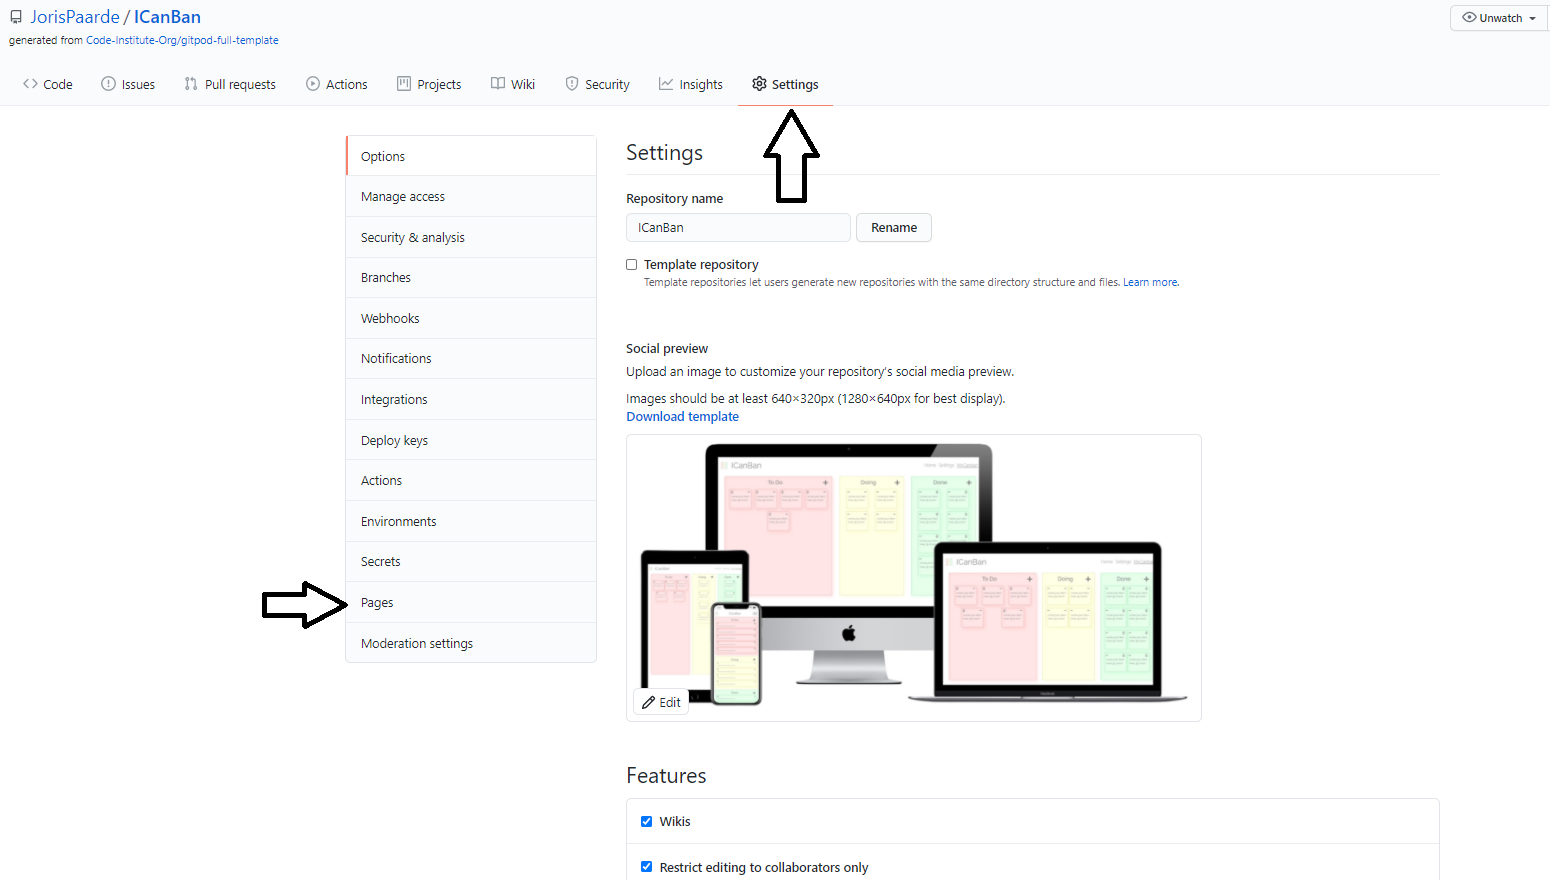 JorisPaarde / ICanBan
Unwatch
generated from Code-Institute-Org/gitpod-full-template
Code Issues Pull requests Actions Projects Wiki Security Insights Settings
Options
Manage access
Security & analysis
Branches
Webhooks
Notifications
Integrations
Deploy keys
Actions
Environments
Secrets
Pages
Moderation settings
Settings
Repository name
ICanBan Rename
Template repository
Template repositories let users generate new repositories with the same directory structure and files. Learn more.
Social preview
Upload an image to customize your repository's social media preview.
Images should be at least 640×320px (1280×640px for best display).
Download template
ICanBan Home Settings
To Do + Doing + Done +
ICanBan Home Settings
To Do + Doing + Done +
Edit
Features
Wikis
Restrict editing to collaborators only